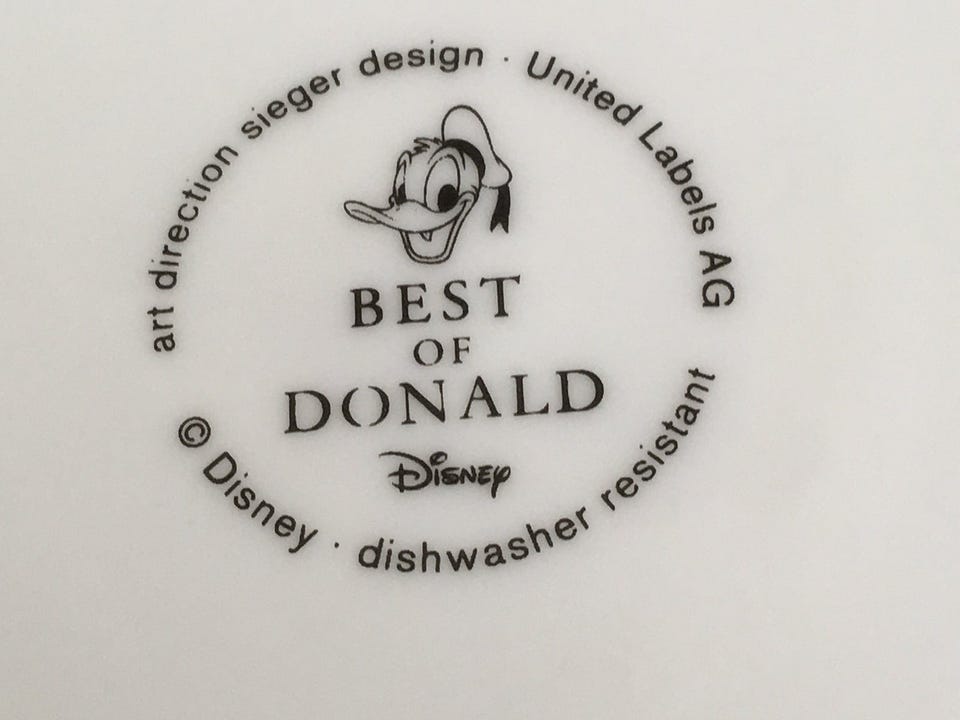 art direction sieger design · United Labels AG
BEST
OF
DONALD
Disney
© Disney · dishwasher resistant